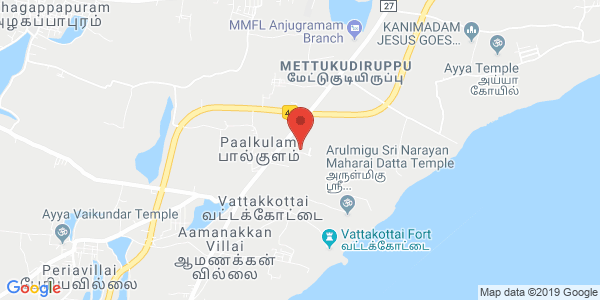 hagappapuram
ழகப்பபுரம்
27
MMFL Anjugramam
Branch
KANIMADAM
JESUS GOES...
METTUKUDIRUPPU
மேட்டுகுடியிருப்பு
Ayya Temple
அய்யா
கோயில்
4
Paalkulam
பால்குளம்
Arulmigu Sri Narayan
Maharai Datta Temple
அருள்மிகு
ஸ்ரீ...
Vattakkottai
வட்டக்கோட்டை
Ayya Vaikundar Temple
Aamanakkan
Villai
ஆமணக்கன்
வில்லை
Vattakottai Fort
வட்டக்கோட்டை
Periavillai
பேரியவில்லை
Google
Map data ©2019 Google